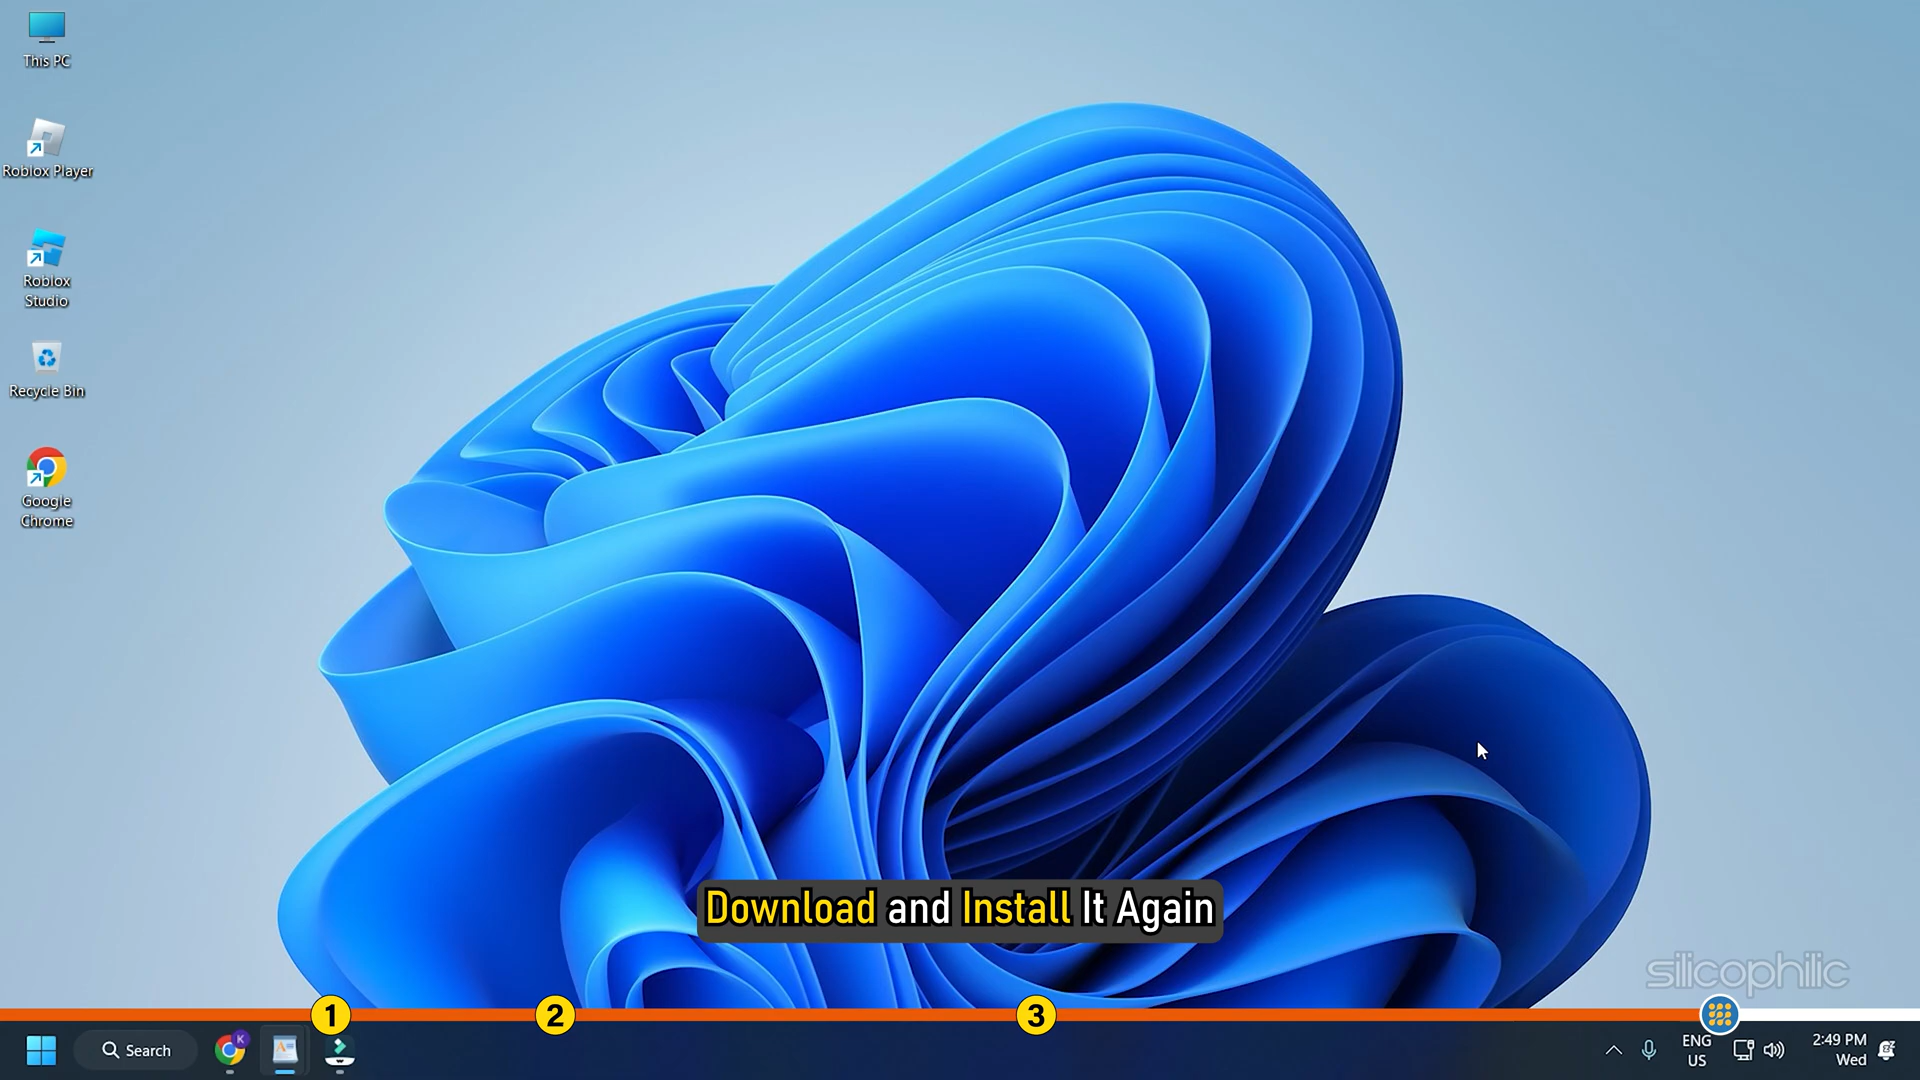 This PC
Roblox Player
Roblox
Studio
Recycle Bin
Google
Chrome
Download and Install It Again
silicophilic
1
2
3
Search
K
ENG
US
2:49 PM
Wed